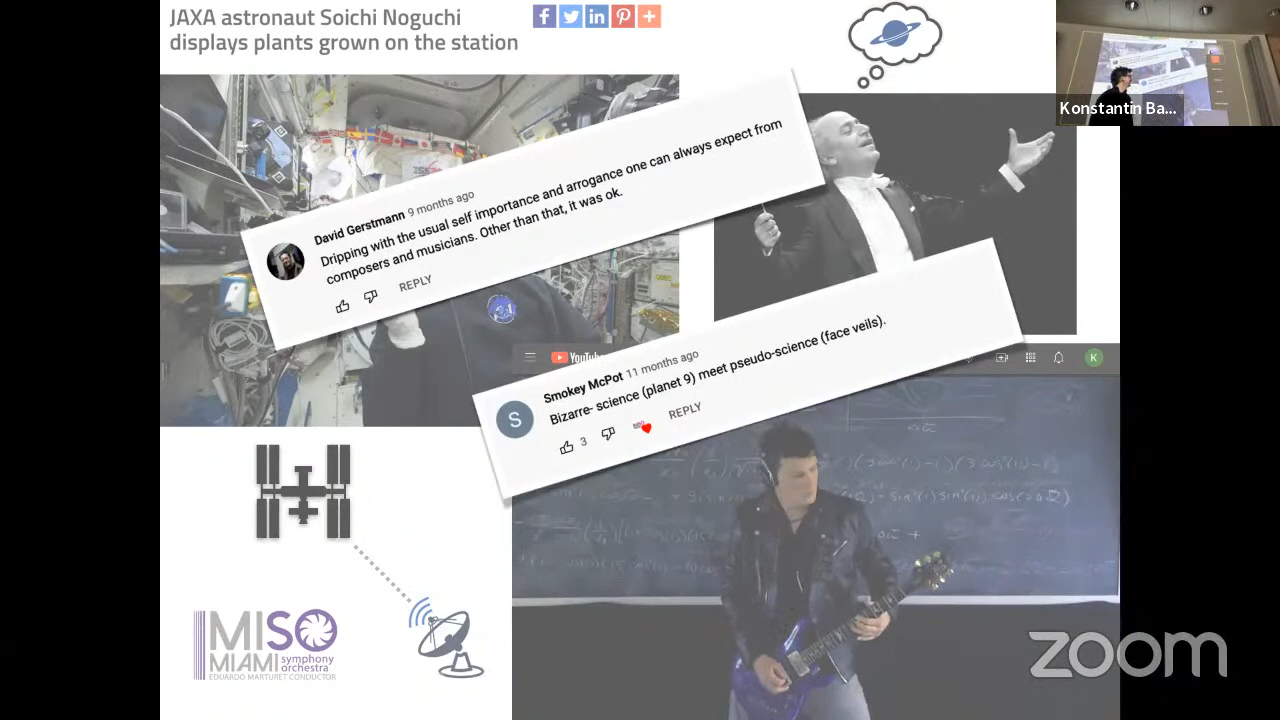 JAXA astronaut Soichi Noguchi
displays plants grown on the station
Konstantin Ba...
David Gerstmann 9 months ago
Dripping with the usual self importance and arrogance one can always expect from
composers and musicians. Other than that, it was ok.
REPLY
YouTube
K
Smokey McPot 11 months ago
S
Bizarre- science (planet 9) meet pseudo-science (face veils).
3
REPLY
MISO
MIAMI symphony
orchestra
EDUARDO MARTURET CONDUCTOR
zoom